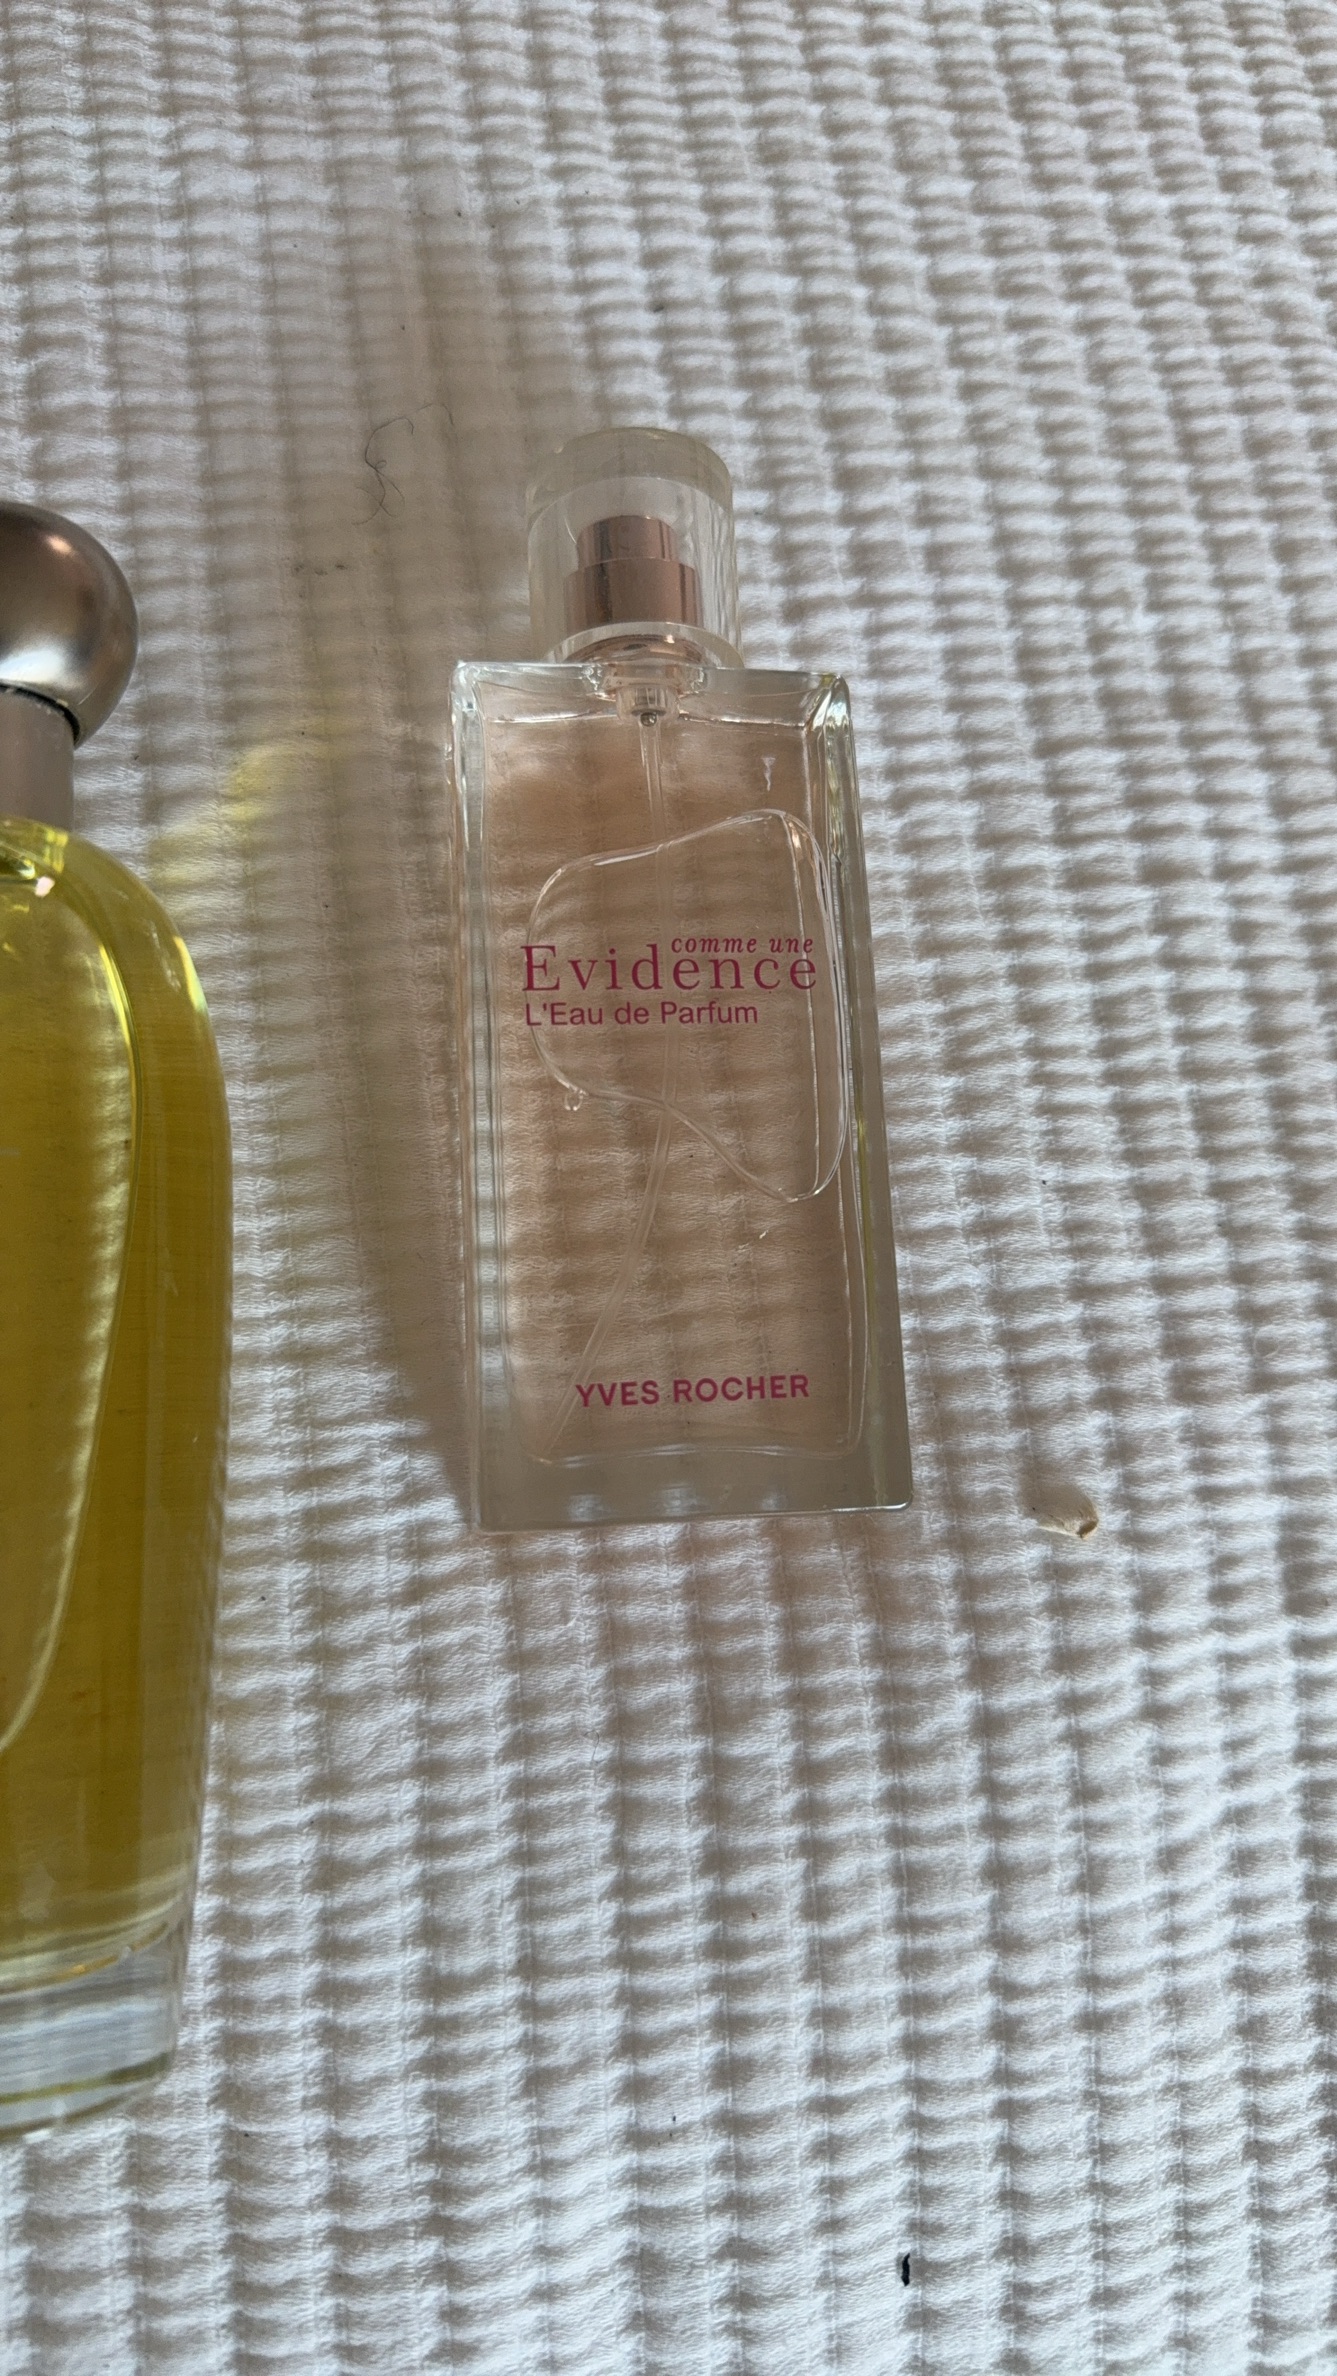 comme une
Evidence
L'Eau de Parfum
YVES ROCHER